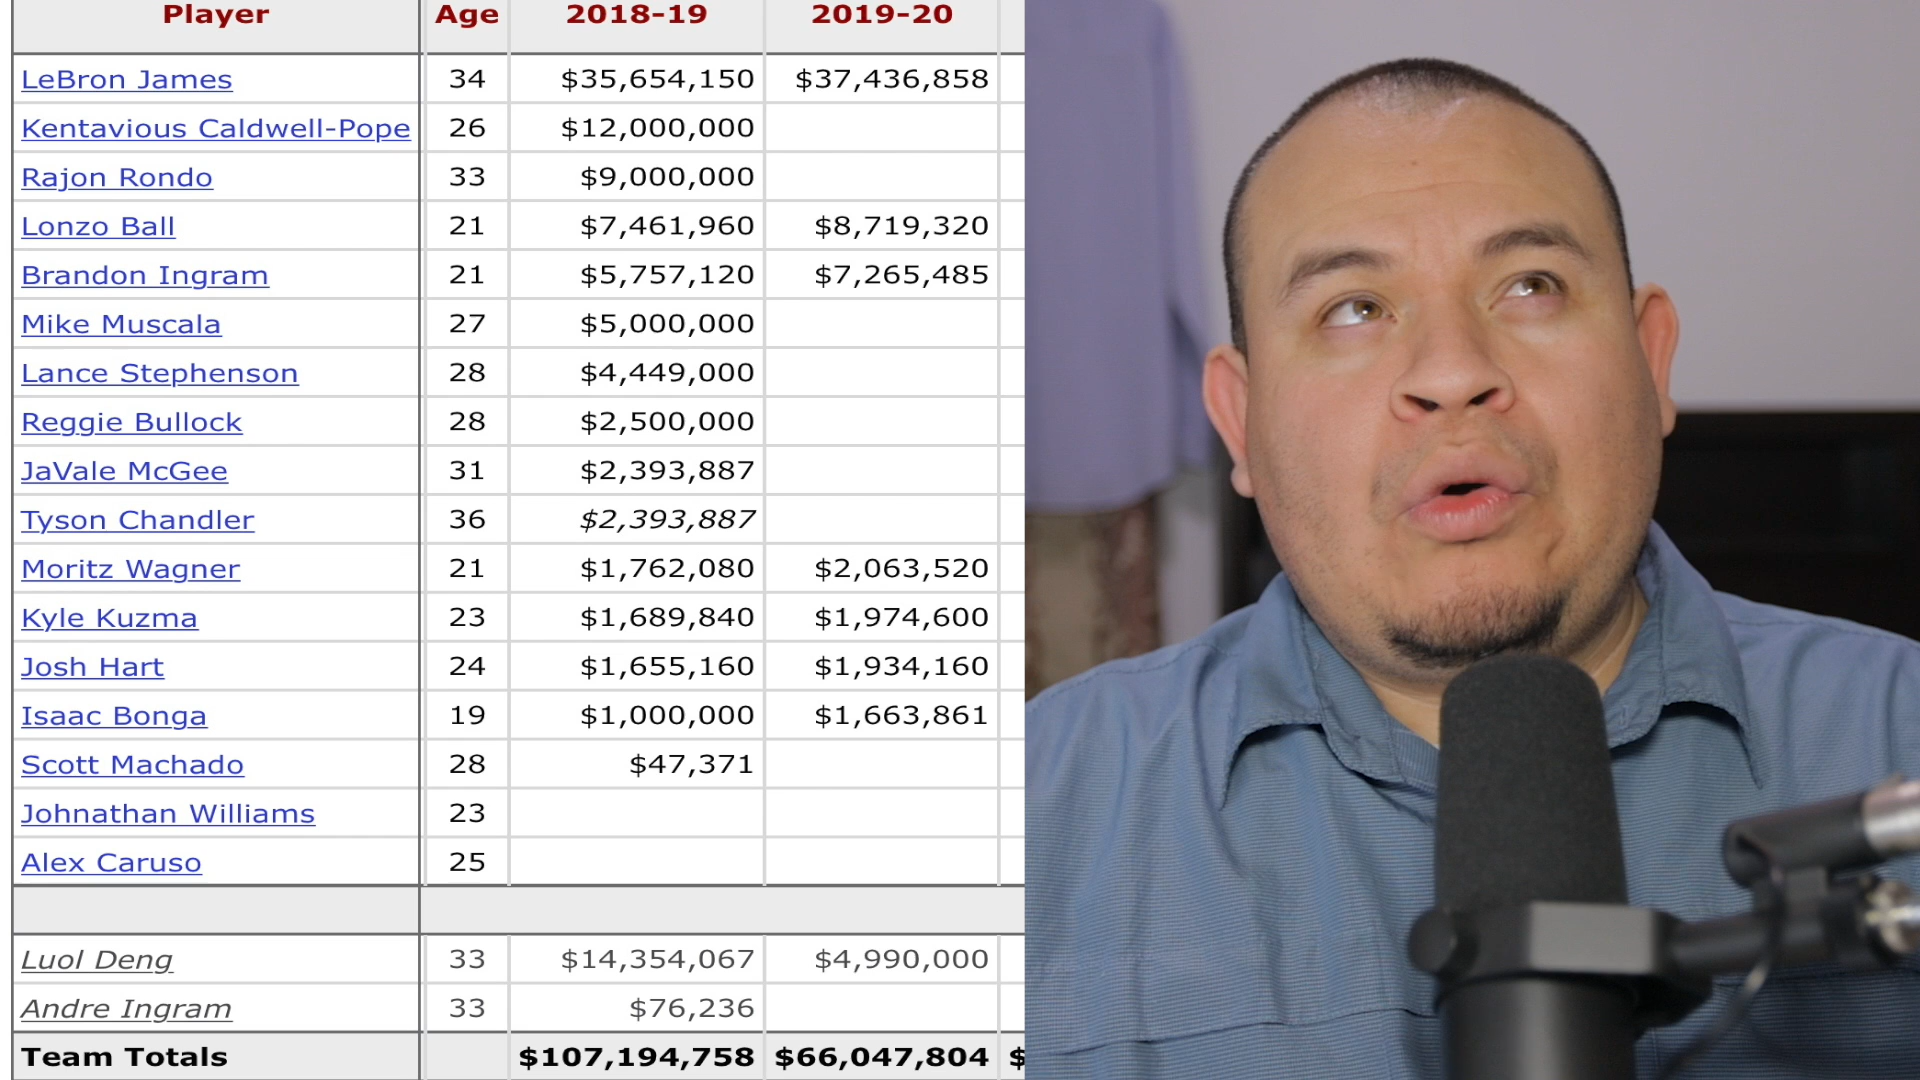 Player Age 2018-19 2019-20
LeBron James 34 $35,654,150 $37,436,858
Kentavious Caldwell-Pope 26 $12,000,000
Rajon Rondo 33 $9,000,000
Lonzo Ball 21 $7,461,960 $8,719,320
Brandon Ingram 21 $5,757,120 $7,265,485
Mike Muscala 27 $5,000,000
Lance Stephenson 28 $4,449,000
Reggie Bullock 28 $2,500,000
JaVale McGee 31 $2,393,887
Tyson Chandler 36 $2,393,887
Moritz Wagner 21 $1,762,080 $2,063,520
Kyle Kuzma 23 $1,689,840 $1,974,600
Josh Hart 24 $1,655,160 $1,934,160
Isaac Bonga 19 $1,000,000 $1,663,861
Scott Machado 28 $47,371
Johnathan Williams 23
Alex Caruso 25
Luol Deng 33 $14,354,067 $4,990,000
Andre Ingram 33 $76,236
Team Totals $107,194,758 $66,047,804 $